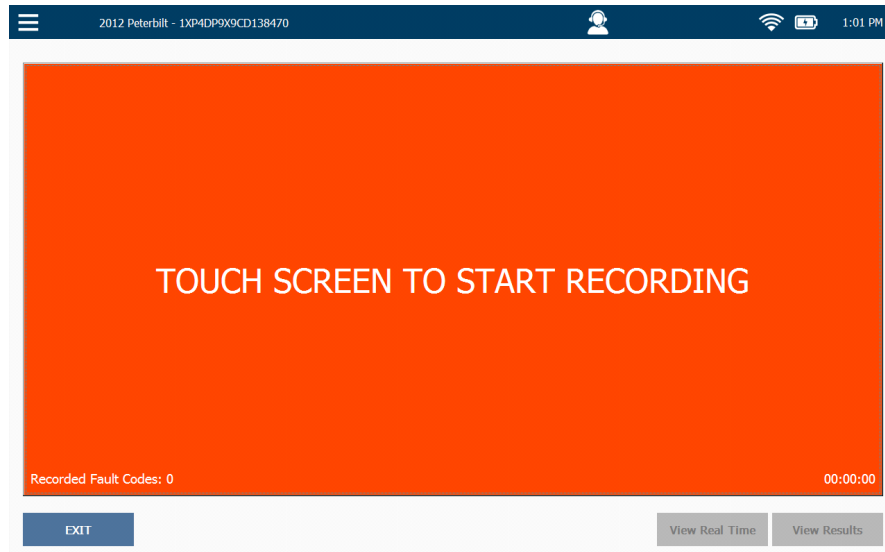 2012 Peterbilt - 1XP4DP9X9CD138470
1:01 PM
TOUCH SCREEN TO START RECORDING
Recorded Fault Codes: 0
00:00:00
EXIT
View Real Time
View Results